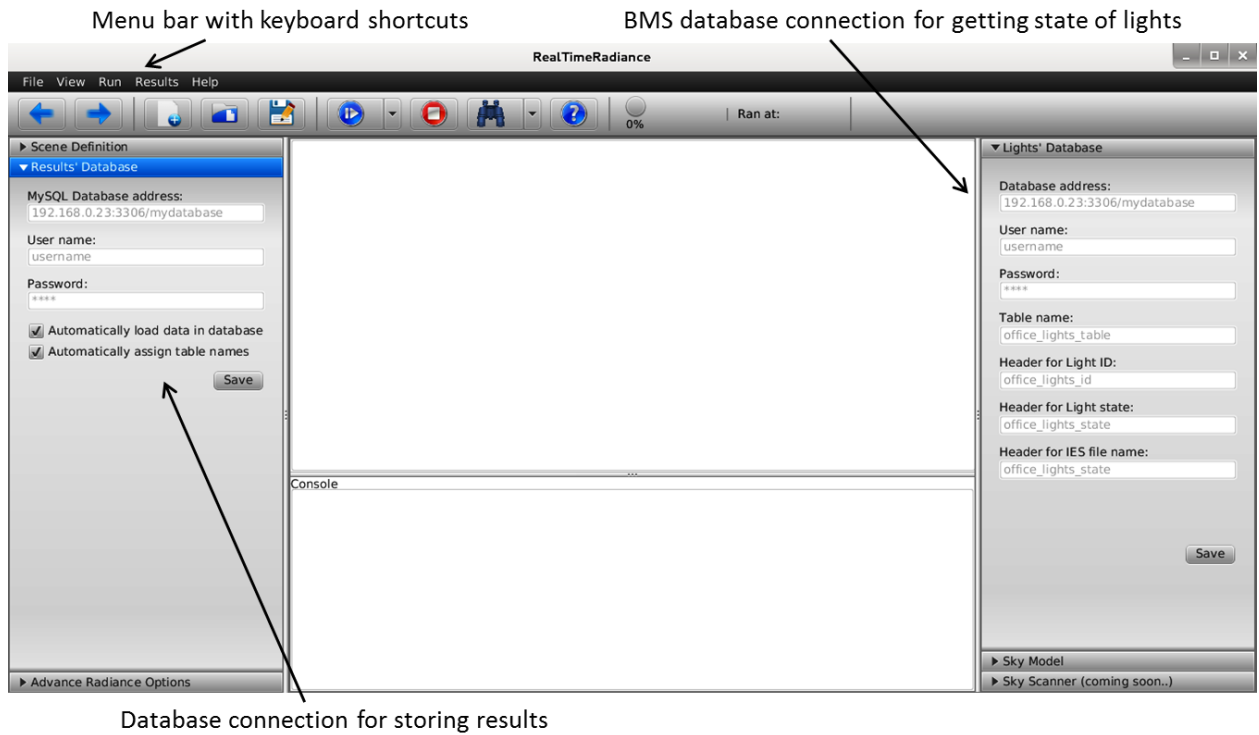 Menu bar with keyboard shortcuts
BMS database connection for getting state of lights
RealTimeRadiance
File View Run Results Help
0%
Ran at:
Scene Definition
Results' Database
MySQL Database address:
192.168.0.23:3306/mydatabase
User name:
username
Password:
****
Automatically load data in database
Automatically assign table names
Save
Advance Radiance Options
Console
Lights' Database
Database address:
192.168.0.23:3306/mydatabase
User name:
username
Password:
****
Table name:
office_lights_table
Header for Light ID:
office_lights_id
Header for Light state:
office_lights_state
Header for IES file name:
office_lights_state
Save
Sky Model
Sky Scanner (coming soon..)
Database connection for storing results